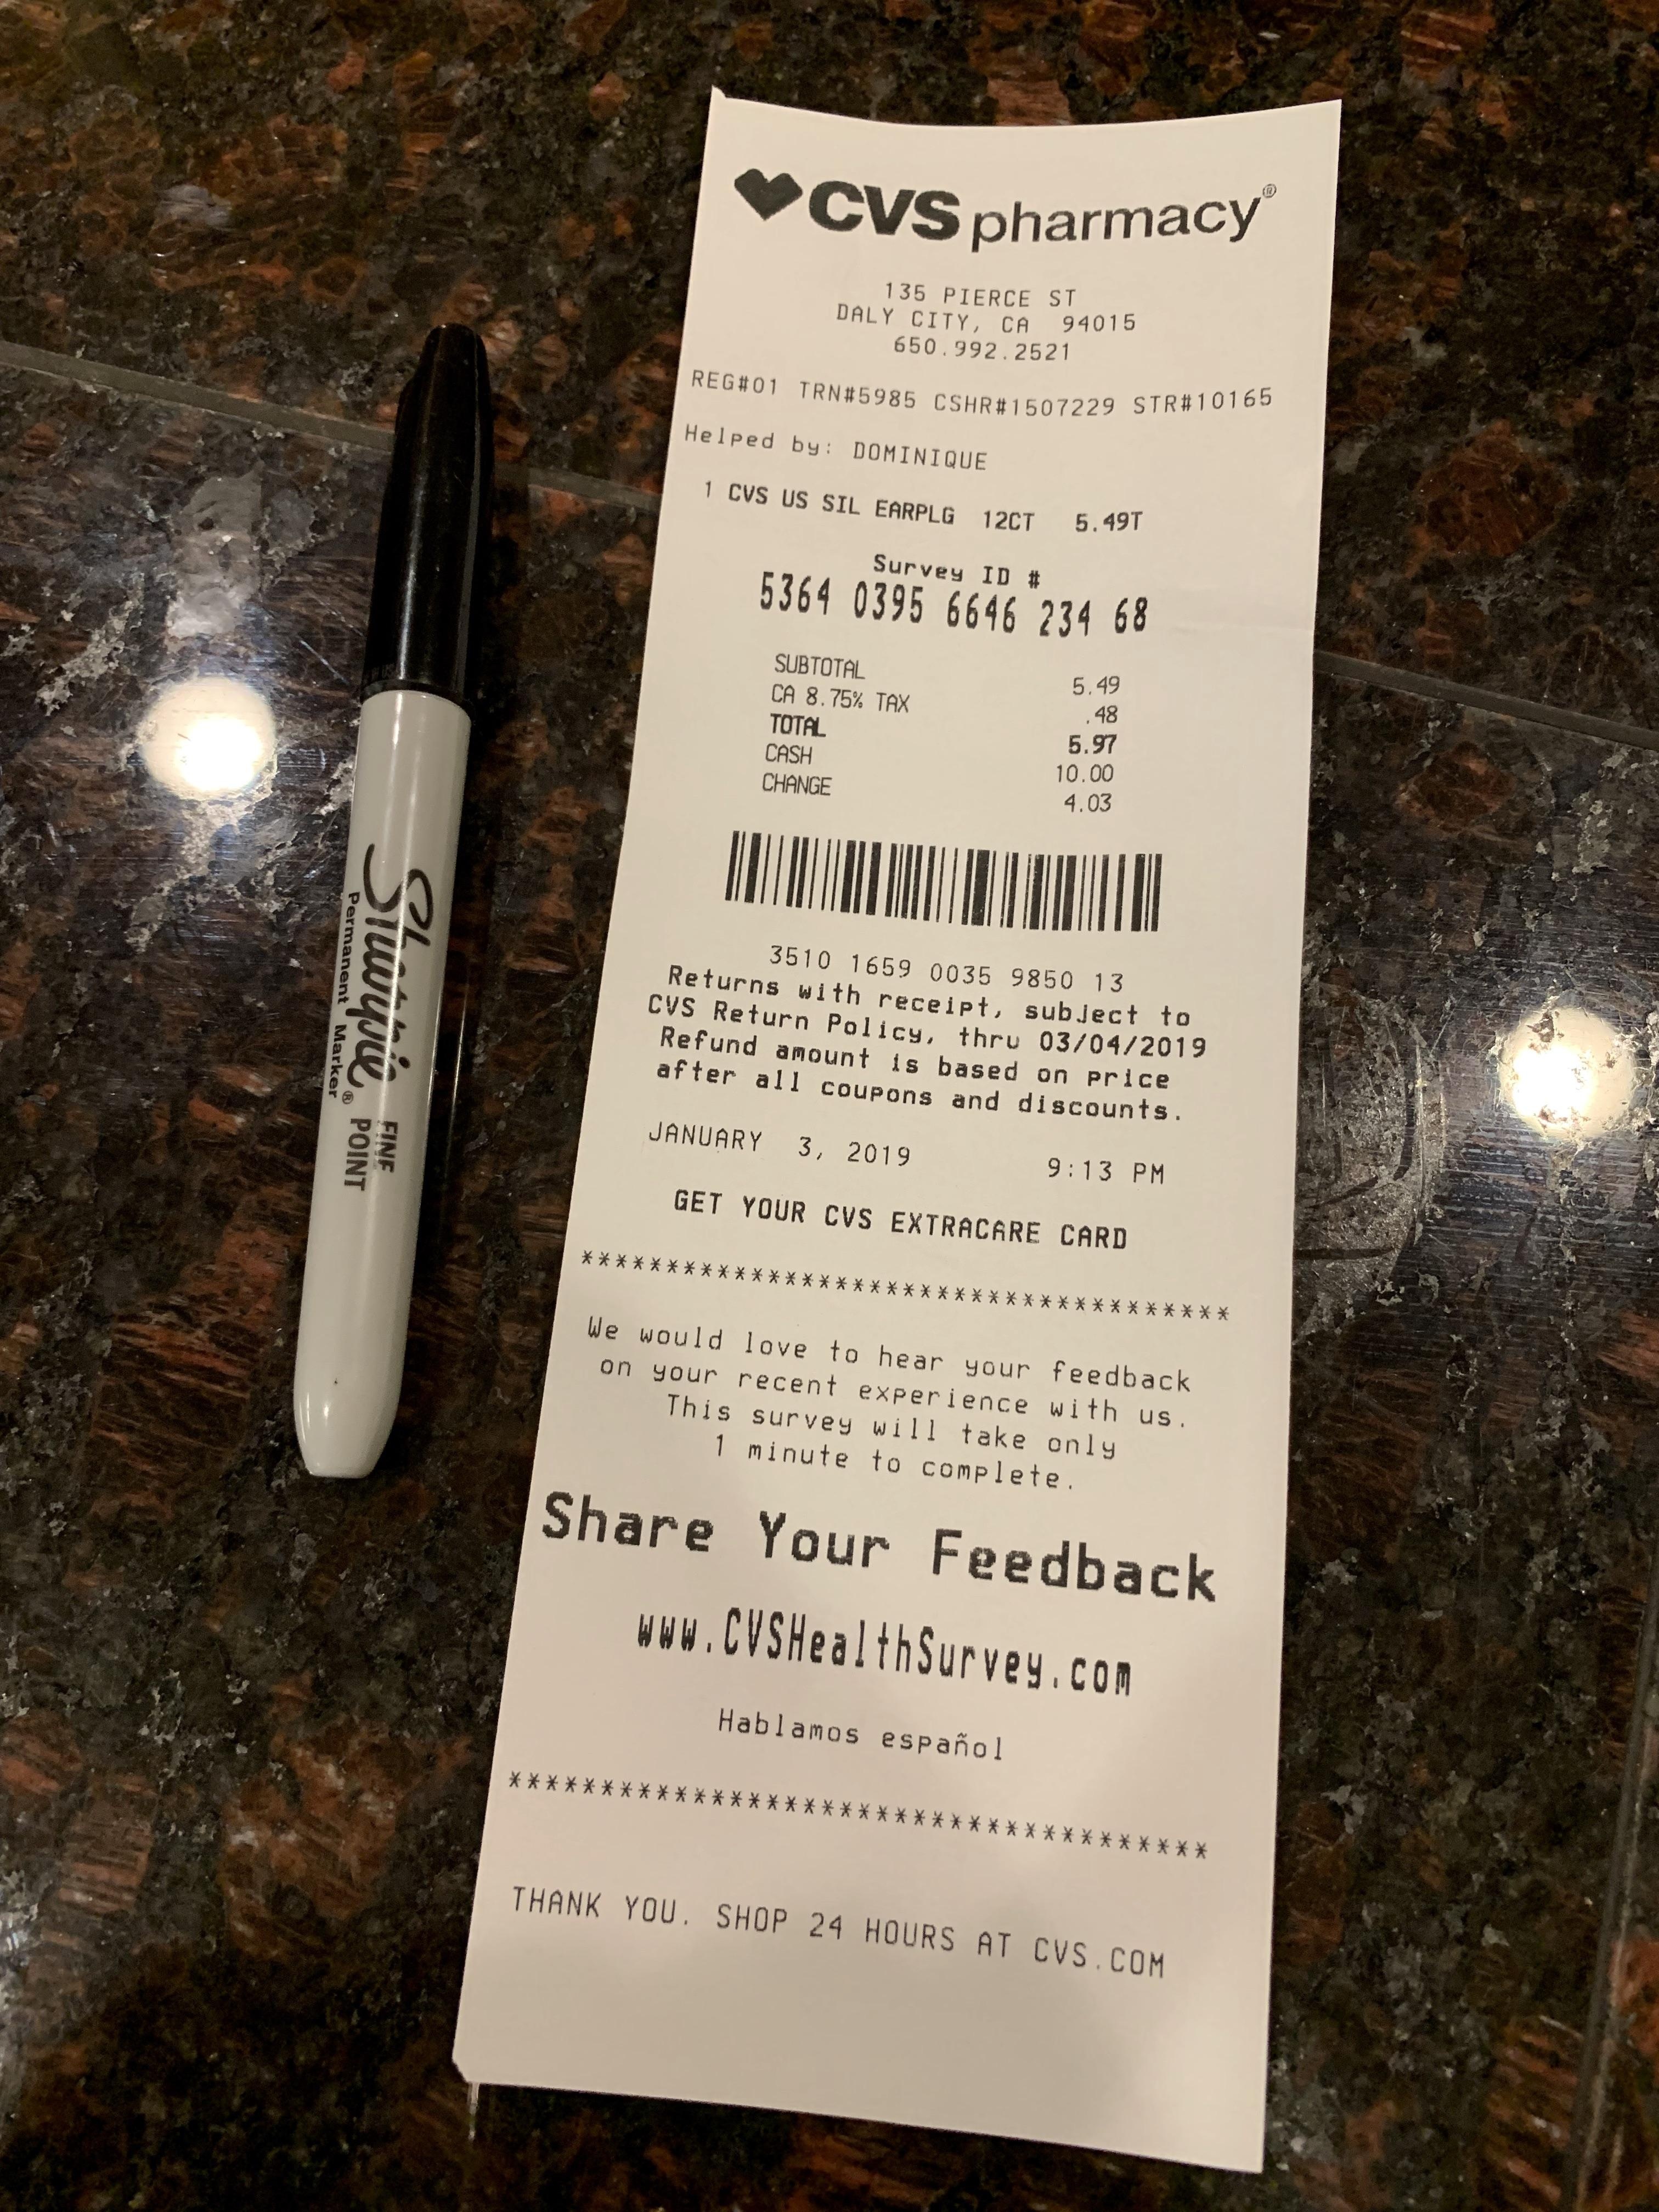 CVS pharmacy®
135 PIERCE ST
DALY CITY, CA 94015
650.992.2521
REG#01 TRN#5985 CSHR#1507229 STR#10165
Helped by: DOMINIQUE
1 CVS US SIL EARPLG 12CT 5.49T
Survey ID #
5364 0395 6646 234 68
SUBTOTAL 5.49
CA 8.75% TAX .48
TOTAL 5.97
CASH 10.00
CHANGE 4.03
3510 1659 0035 9850 13
Returns with receipt, subject to
CVS Return Policy, thru 03/04/2019
Refund amount is based on price
after all coupons and discounts.
JANUARY 3, 2019 9:13 PM
GET YOUR CVS EXTRACARE CARD
**************************************
We would love to hear your feedback
on your recent experience with us.
This survey will take only
1 minute to complete.
Share Your Feedback
www.CVSHealthSurvey.com
Hablamos español
**************************************
THANK YOU. SHOP 24 HOURS AT CVS.COM
Sharpie®
Permanent Marker
FINE
POINT